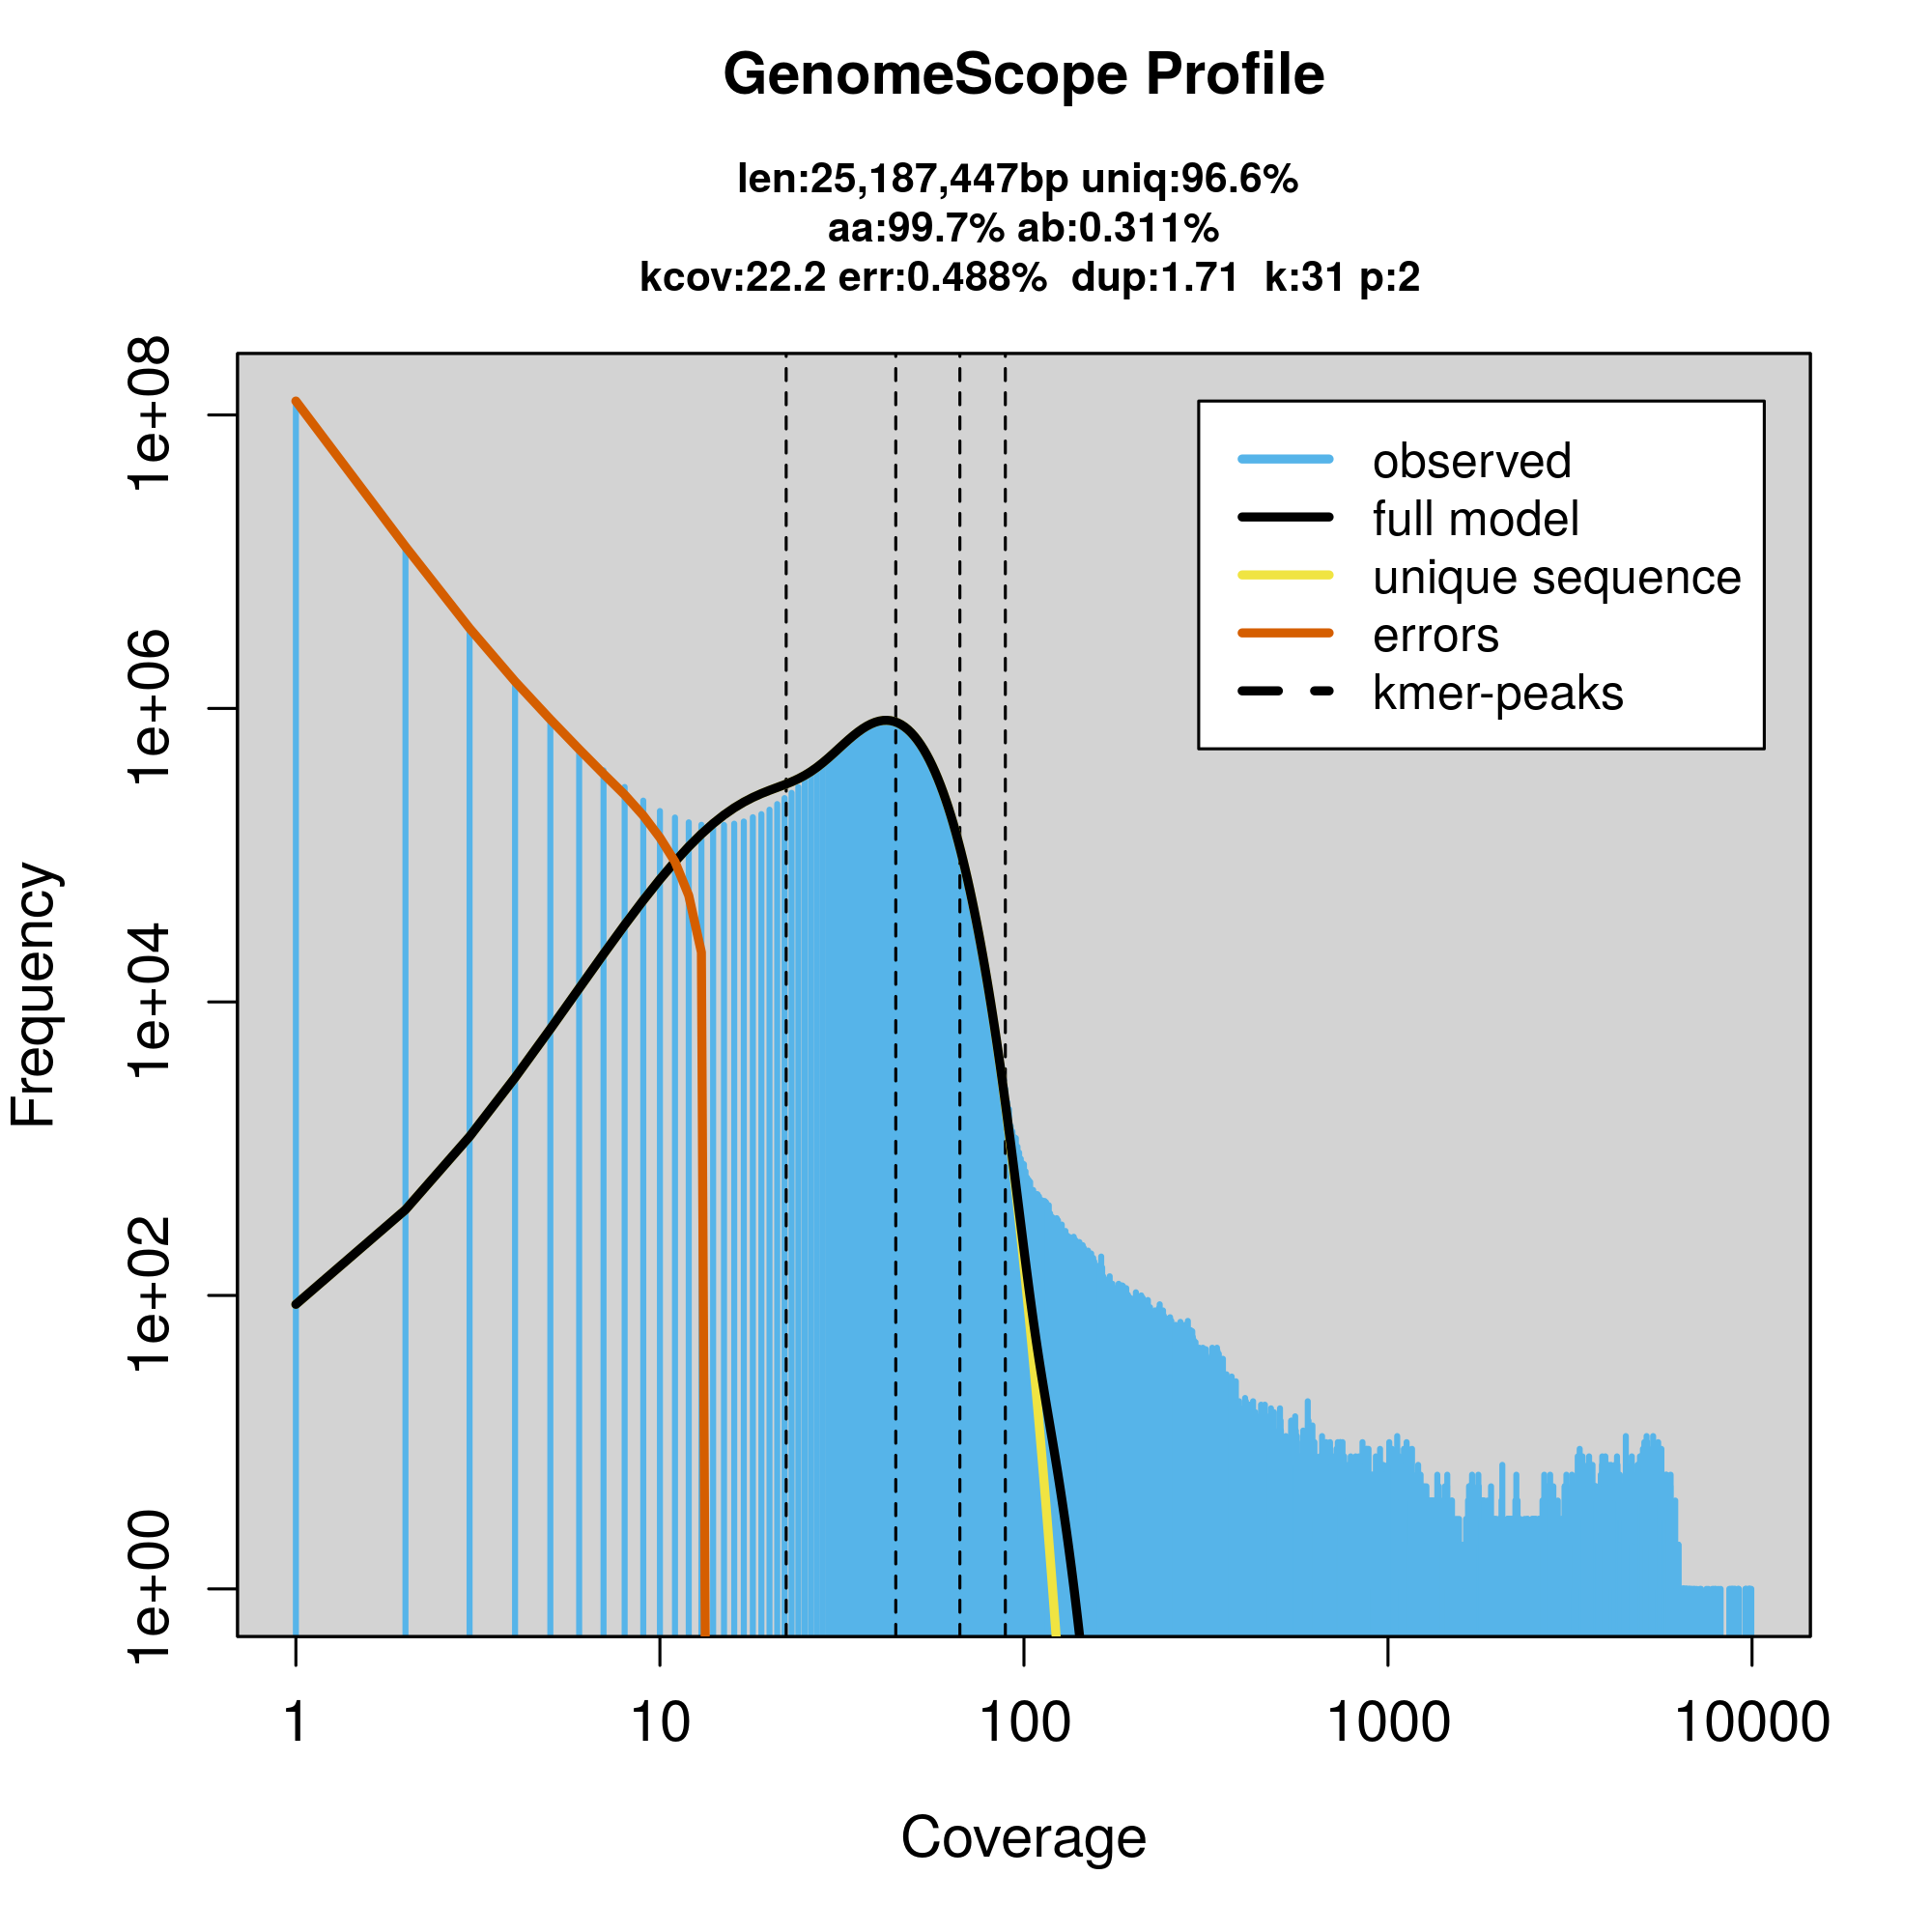 GenomeScope Profile
len:25,187,447bp uniq:96.6%
aa:99.7% ab:0.311%
kcov:22.2 err:0.488%  dup:1.71  k:31 p:2
1e+08
1e+06
1e+04
1e+02
1e+00
Frequency
observed
full model
unique sequence
errors
kmer-peaks
1 10 100 1000 10000
Coverage